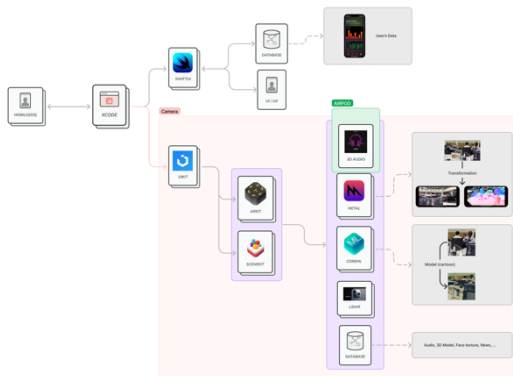 User's Data
DATABASE
SWIFTUI
UX / UIF
MOBILE/IOS
XCODE
Camera
AIRPOD
3D AUDIO
UIKIT
ARKIT
METAL
Transformation
SCENEKIT
COREML
Model (cartoon)
LIDAR
DATABASE
Audio, 3D Model, Face texture, News, ...